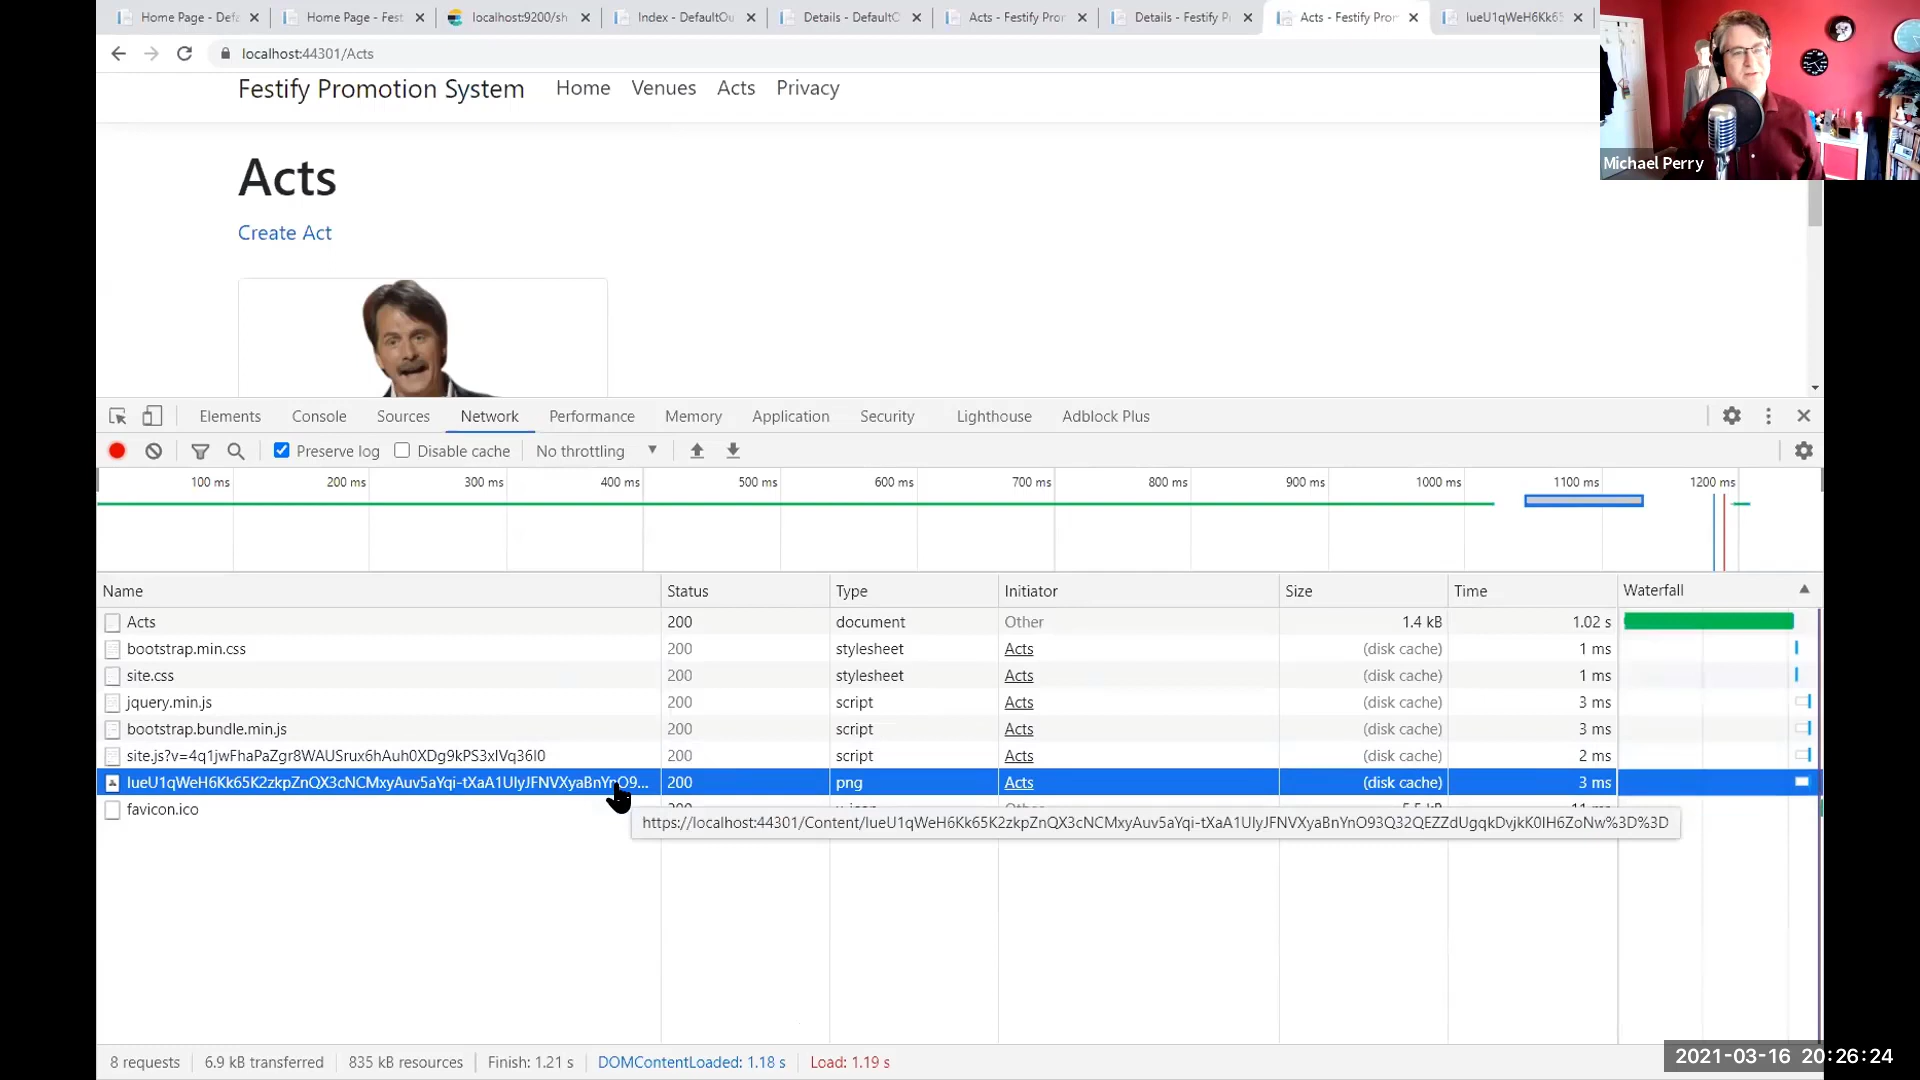 Home Page - Defa
Home Page - Fest
localhost:9200/sh
Index - DefaultOu
Details - DefaultO
Acts - Festify Pror
Details - Festify P
Acts - Festify Pror
IueU1qWeH6Kk65
localhost:44301/Acts
Michael Perry
Festify Promotion System
Home
Venues
Acts
Privacy
Acts
Create Act
Elements
Console
Sources
Network
Performance
Memory
Application
Security
Lighthouse
Adblock Plus
Preserve log
Disable cache
No throttling
100 ms
200 ms
300 ms
400 ms
500 ms
600 ms
700 ms
800 ms
900 ms
1000 ms
1100 ms
1200 ms
Name Status Type Initiator Size Time Waterfall
Acts 200 document Other 1.4 kB 1.02 s
bootstrap.min.css 200 stylesheet Acts (disk cache) 1 ms
site.css 200 stylesheet Acts (disk cache) 1 ms
jquery.min.js 200 script Acts (disk cache) 3 ms
bootstrap.bundle.min.js 200 script Acts (disk cache) 3 ms
site.js?v=4q1jwFhaPaZgr8WAUSrux6hAuh0XDg9kPS3xIVq36I0 200 script Acts (disk cache) 2 ms
IueU1qWeH6Kk65K2zkpZnQX3cNCMxyAuv5aYqi-tXaA1UIyJFNVXyaBnYnO9... 200 png Acts (disk cache) 3 ms
favicon.ico
https://localhost:44301/Content/IueU1qWeH6Kk65K2zkpZnQX3cNCMxyAuv5aYqi-tXaA1UIyJFNVXyaBnYnO93Q32QEZZdUgqkDvjkK0IH6ZoNw%3D%3D
8 requests
6.9 kB transferred
835 kB resources
Finish: 1.21 s
DOMContentLoaded: 1.18 s
Load: 1.19 s
2021-03-16 20:26:24